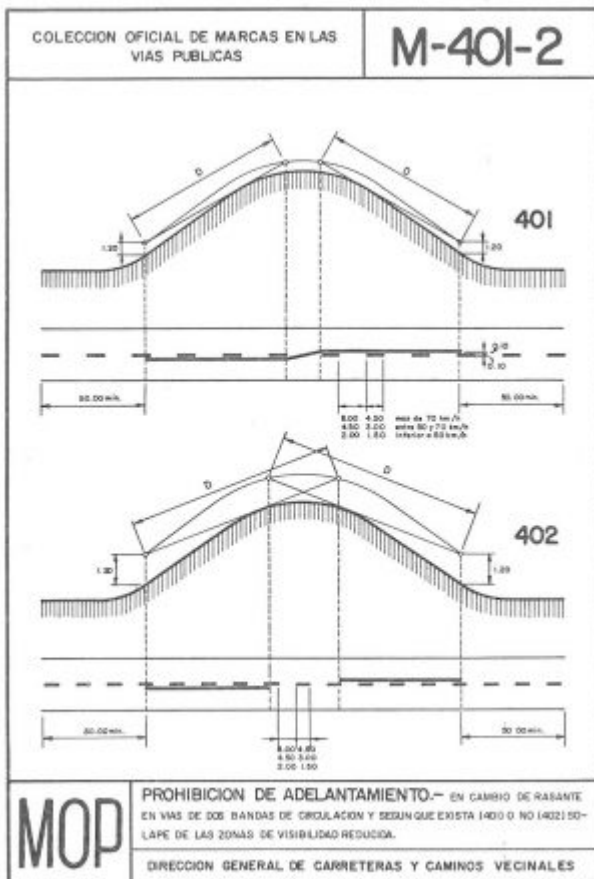 COLECCION OFICIAL DE MARCAS EN LAS
VIAS PUBLICAS
M-401-2
D
D
401
1.20
1.20
0.10
0.10
50.00 min.
50.00 min.
8.00 4.50 mas de 70 km/h
4.50 3.00 entre 50 y 70 km/h
2.00 1.50 inferior a 50 km/h
D
D
402
1.20
1.20
50.00 min.
50.00 min.
8.00 4.50
4.50 3.00
2.00 1.50
MOP
PROHIBICION DE ADELANTAMIENTO.- EN CAMBIO DE RASANTE
EN VIAS DE DOS BANDAS DE CIRCULACION Y SEGUN QUE EXISTA (401) O NO (402) SO-
LAPE DE LAS ZONAS DE VISIBILIDAD REDUCIDA.
DIRECCION GENERAL DE CARRETERAS Y CAMINOS VECINALES